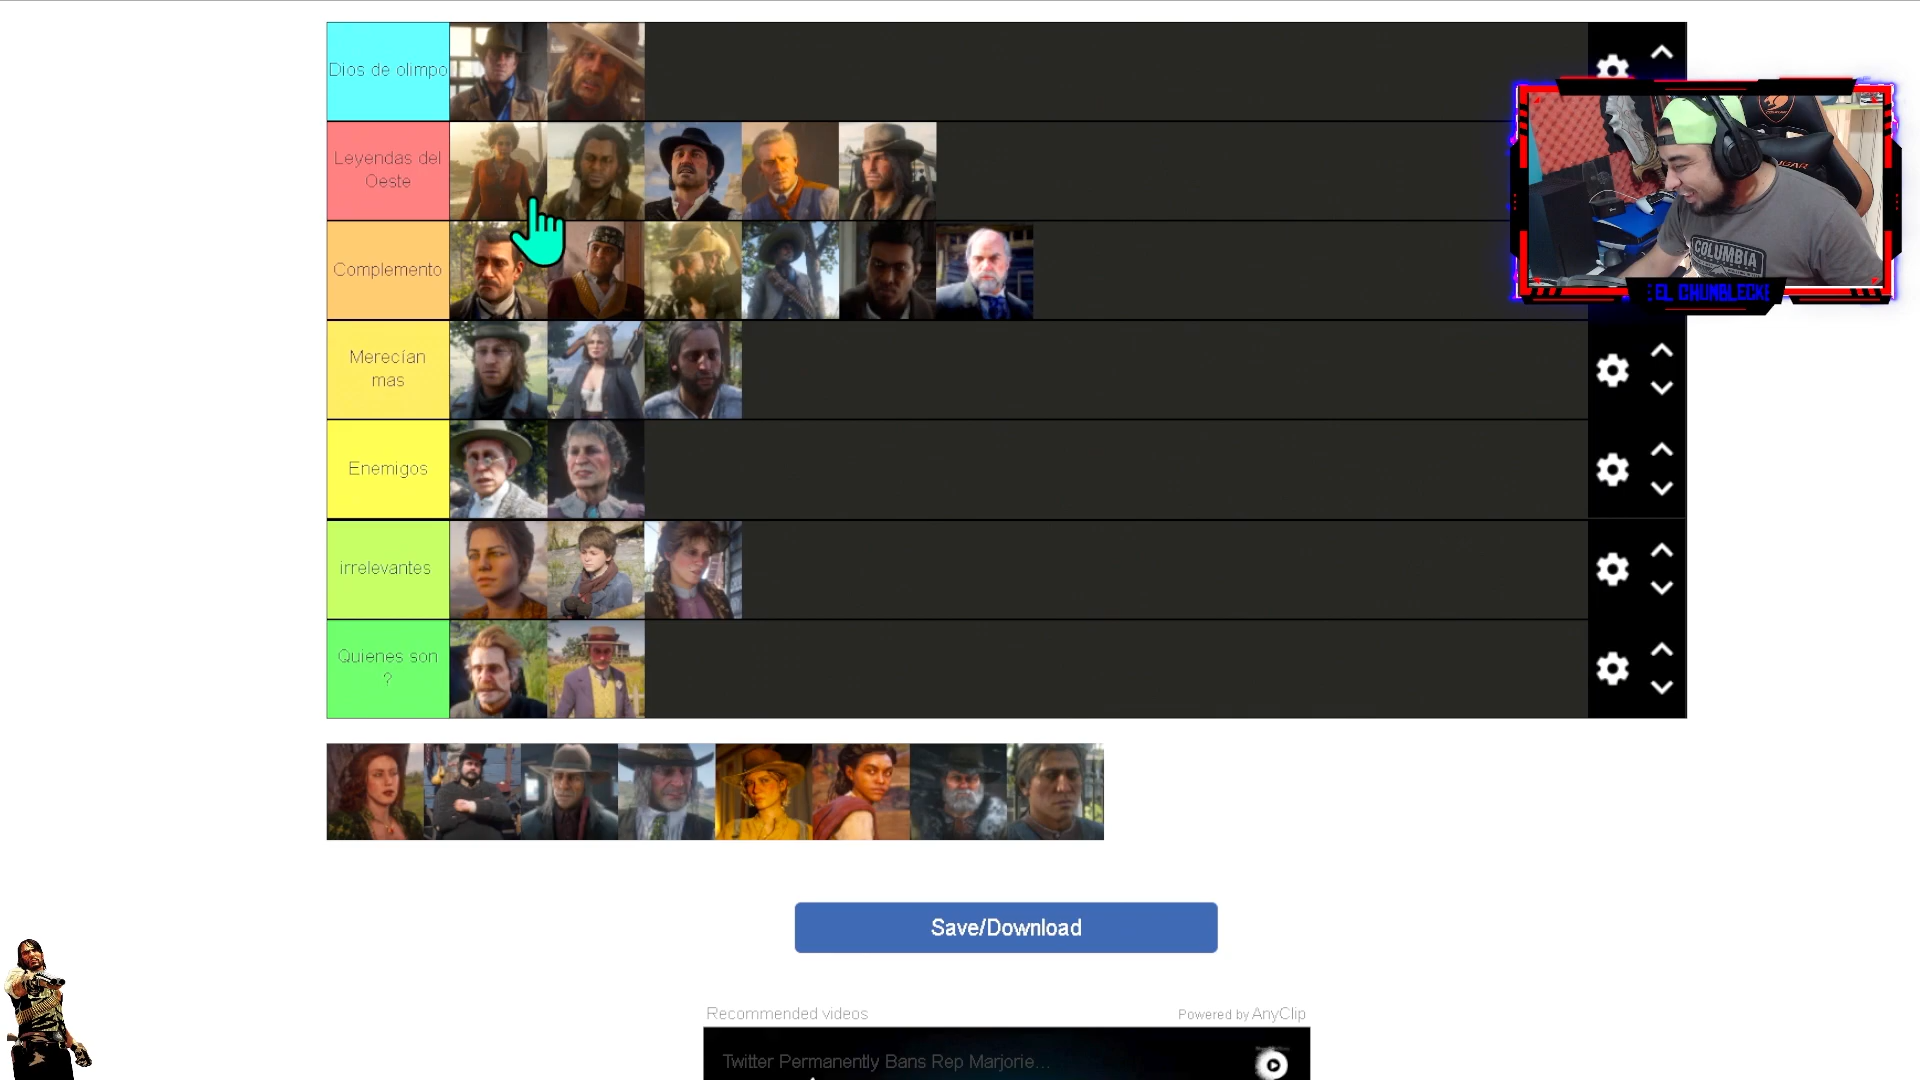 Dios de olimpo
Leyendas del
Oeste
COLUMBIA
Complemento
EL CHUMBLECKE
Merecían
mas
Enemigos
irrelevantes
Quienes son
?
Save/Download
Recommended videos
Powered by AnyClip
Twitter Permanently Bans Rep Marjorie...